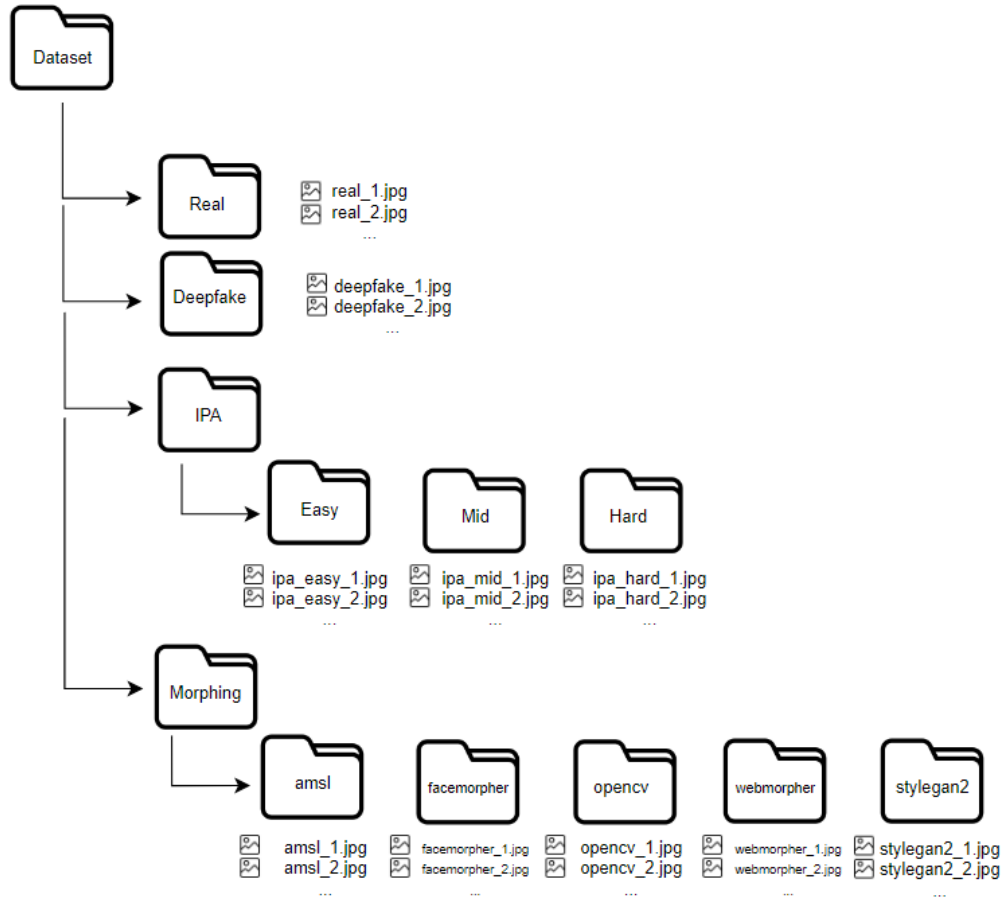 Dataset
Real
real_1.jpg
real_2.jpg
...
Deepfake
deepfake_1.jpg
deepfake_2.jpg
...
IPA
Easy
Mid
Hard
ipa_easy_1.jpg
ipa_mid_1.jpg
ipa_hard_1.jpg
ipa_easy_2.jpg
ipa_mid_2.jpg
ipa_hard_2.jpg
...
...
...
Morphing
amsl
facemorpher
opencv
webmorpher
stylegan2
amsl_1.jpg
facemorpher_1.jpg
opencv_1.jpg
webmorpher_1.jpg
stylegan2_1.jpg
amsl_2.jpg
facemorpher_2.jpg
opencv_2.jpg
webmorpher_2.jpg
stylegan2_2.jpg
...
...
...
...
...